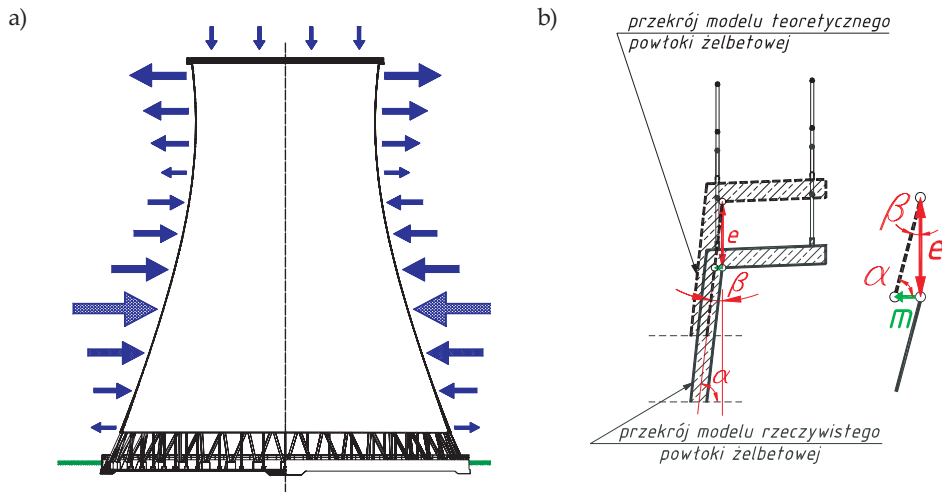 a)
b)
przekrój modelu teoretycznego
powłoki żelbetowej
e
β
α
β
e
α
m
przekrój modelu rzeczywistego
powłoki żelbetowej